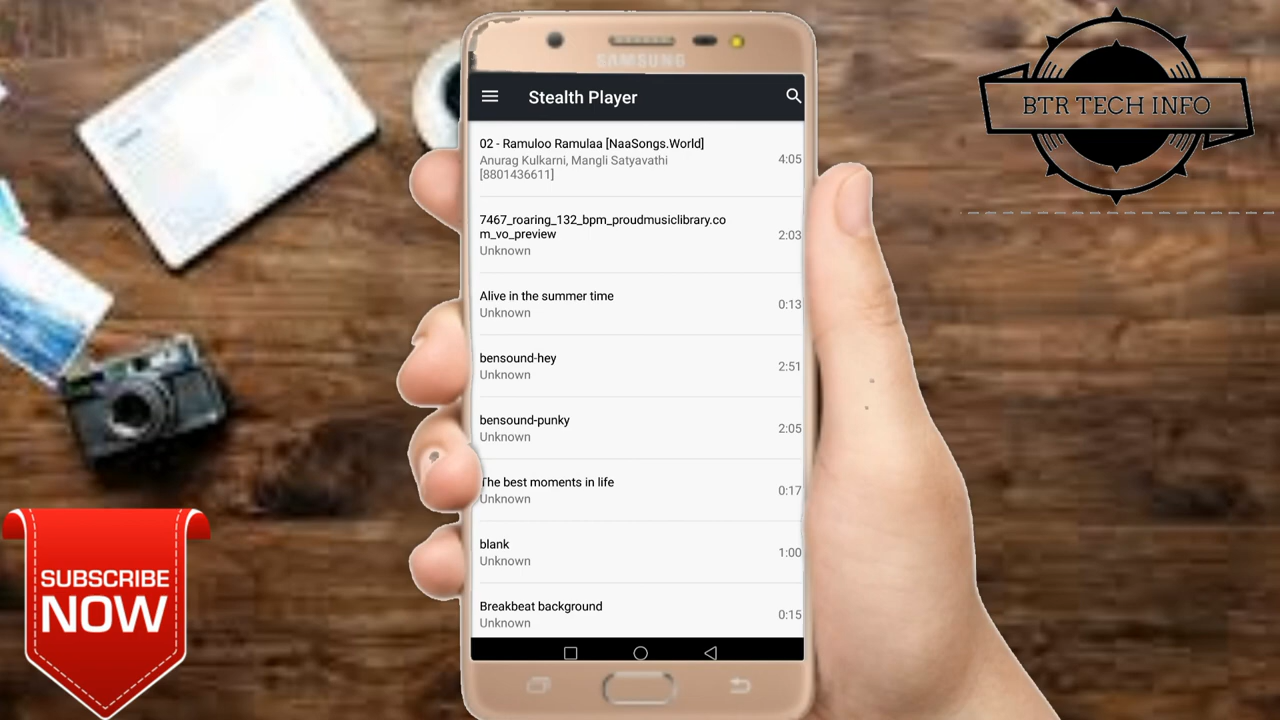 SAMSUNG
Stealth Player
02 - Ramuloo Ramulaa [NaaSongs.World]
Anurag Kulkarni, Mangli Satyavathi
[8801436611]
4:05
7467_roaring_132_bpm_proudmusiclibrary.co
m_vo_preview
Unknown
2:03
Alive in the summer time
Unknown
0:13
bensound-hey
Unknown
2:51
bensound-punky
Unknown
2:05
The best moments in life
Unknown
0:17
blank
Unknown
1:00
Breakbeat background
Unknown
0:15
BTR TECH INFO
SUBSCRIBE
NOW